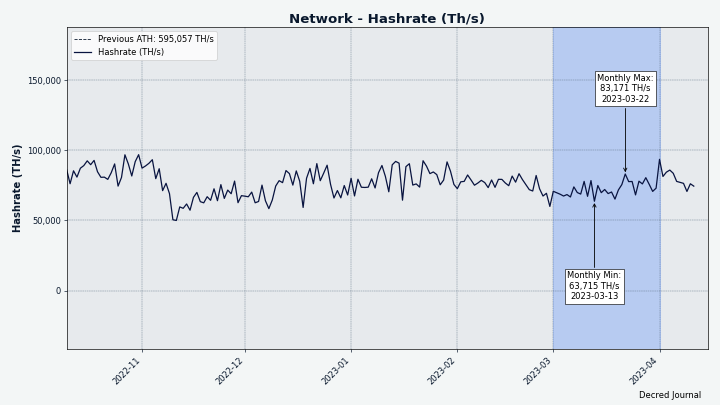 Network - Hashrate (Th/s)
Previous ATH: 595,057 TH/s
Hashrate (TH/s)
Hashrate (TH/s)
150,000
100,000
50,000
0
Monthly Max:
83,171 TH/s
2023-03-22
Monthly Min:
63,715 TH/s
2023-03-13
2022-11
2022-12
2023-01
2023-02
2023-03
2023-04
Decred Journal